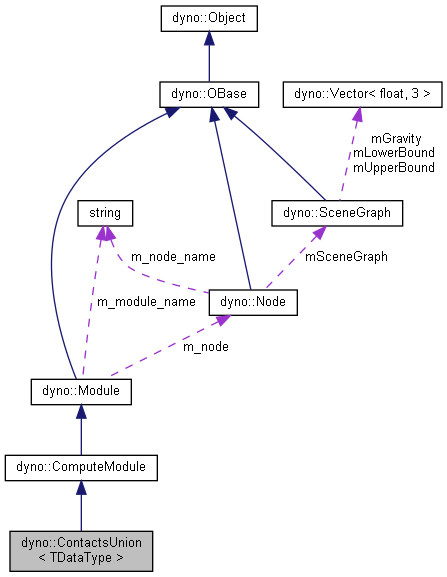 dyno::Object
dyno::OBase
dyno::Vector< float, 3 >
mGravity
mLowerBound
mUpperBound
string
dyno::SceneGraph
m_node_name
mSceneGraph
dyno::Node
m_module_name
m_node
dyno::Module
dyno::ComputeModule
dyno::ContactsUnion
< TDataType >